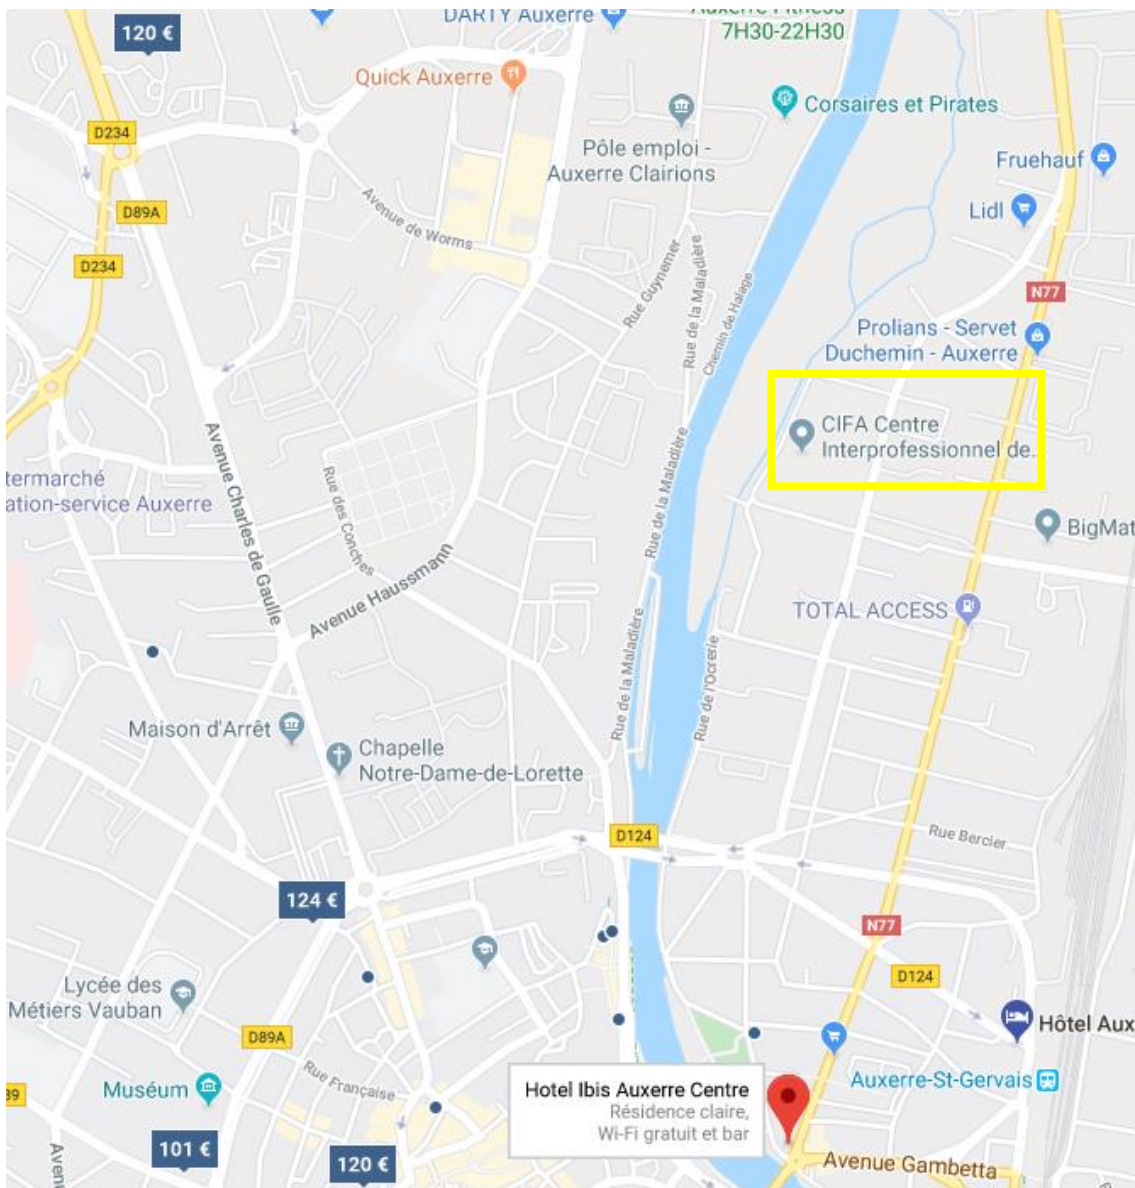 120 €
DARTY Auxerre
Auxerre Fitness
7H30-22H30
Quick Auxerre
Corsaires et Pirates
D234
Pôle emploi -
Auxerre Clairions
Fruehauf
D89A
Avenue de Worms
Lidl
D234
Rue Guynemer
Rue de la Maladière
Chemin de Halage
N77
Prolians - Servet
Duchemin - Auxerre
CIFA Centre
Interprofessionnel de..
Avenue Charles de Gaulle
Rue des Conches
Rue de la Maladière
termarché
ation-service Auxerre
BigMat
Avenue Haussmann
TOTAL ACCESS
Rue de la Maladière
Rue de l'Ocrerie
Maison d'Arrêt
Chapelle
Notre-Dame-de-Lorette
D124
Rue Bercier
124 €
N77
D124
Lycée des
Métiers Vauban
Hôtel Aux
D89A
Rue Française
Hotel Ibis Auxerre Centre
Résidence claire,
Wi-Fi gratuit et bar
Auxerre-St-Gervais
Muséum
89
101 €
120 €
Aven
Avenue Gambetta